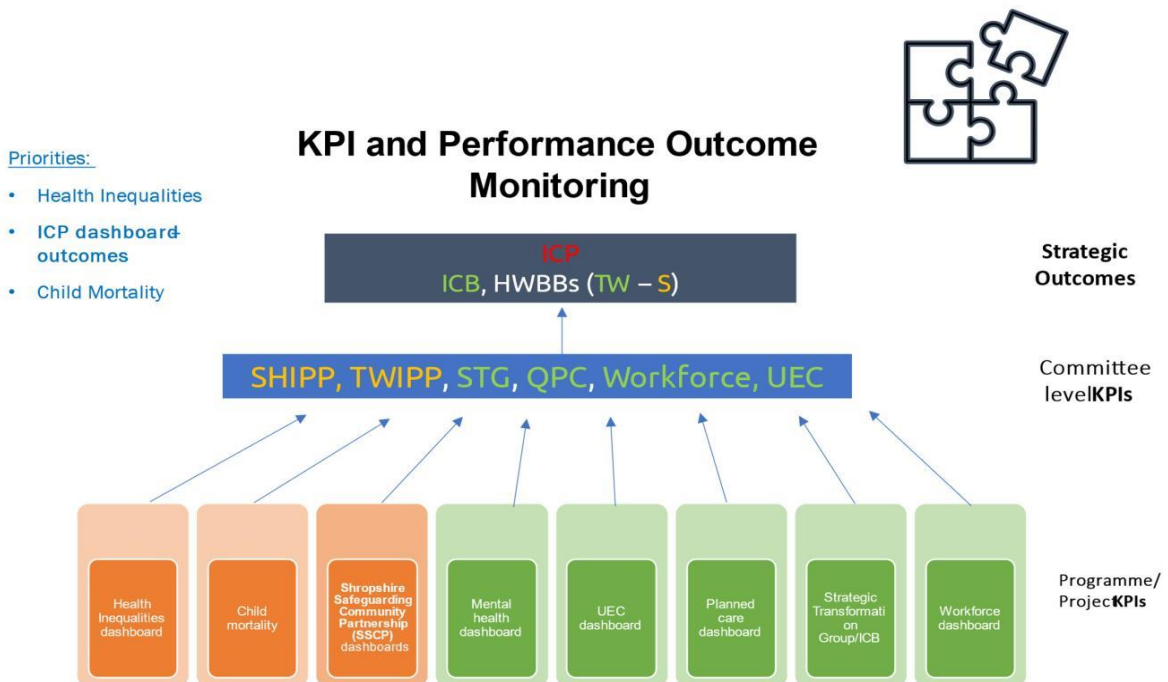 KPI and Performance Outcome
Monitoring
Priorities:
• Health Inequalities
• ICP dashboard+
outcomes
• Child Mortality
ICP
ICB, HWBBs (TW – S)
Strategic
Outcomes
SHIPP, TWIPP, STG, QPC, Workforce, UEC
Committee
levelKPIs
Health
Inequalities
dashboard
Child
mortality
Shropshire
Safeguarding
Community
Partnership
(SSCP)
dashboards
Mental
health
dashboard
UEC
dashboard
Planned
care
dashboard
Strategic
Transformati
on
Group/ICB
Workforce
dashboard
Programme/
ProjectKPIs